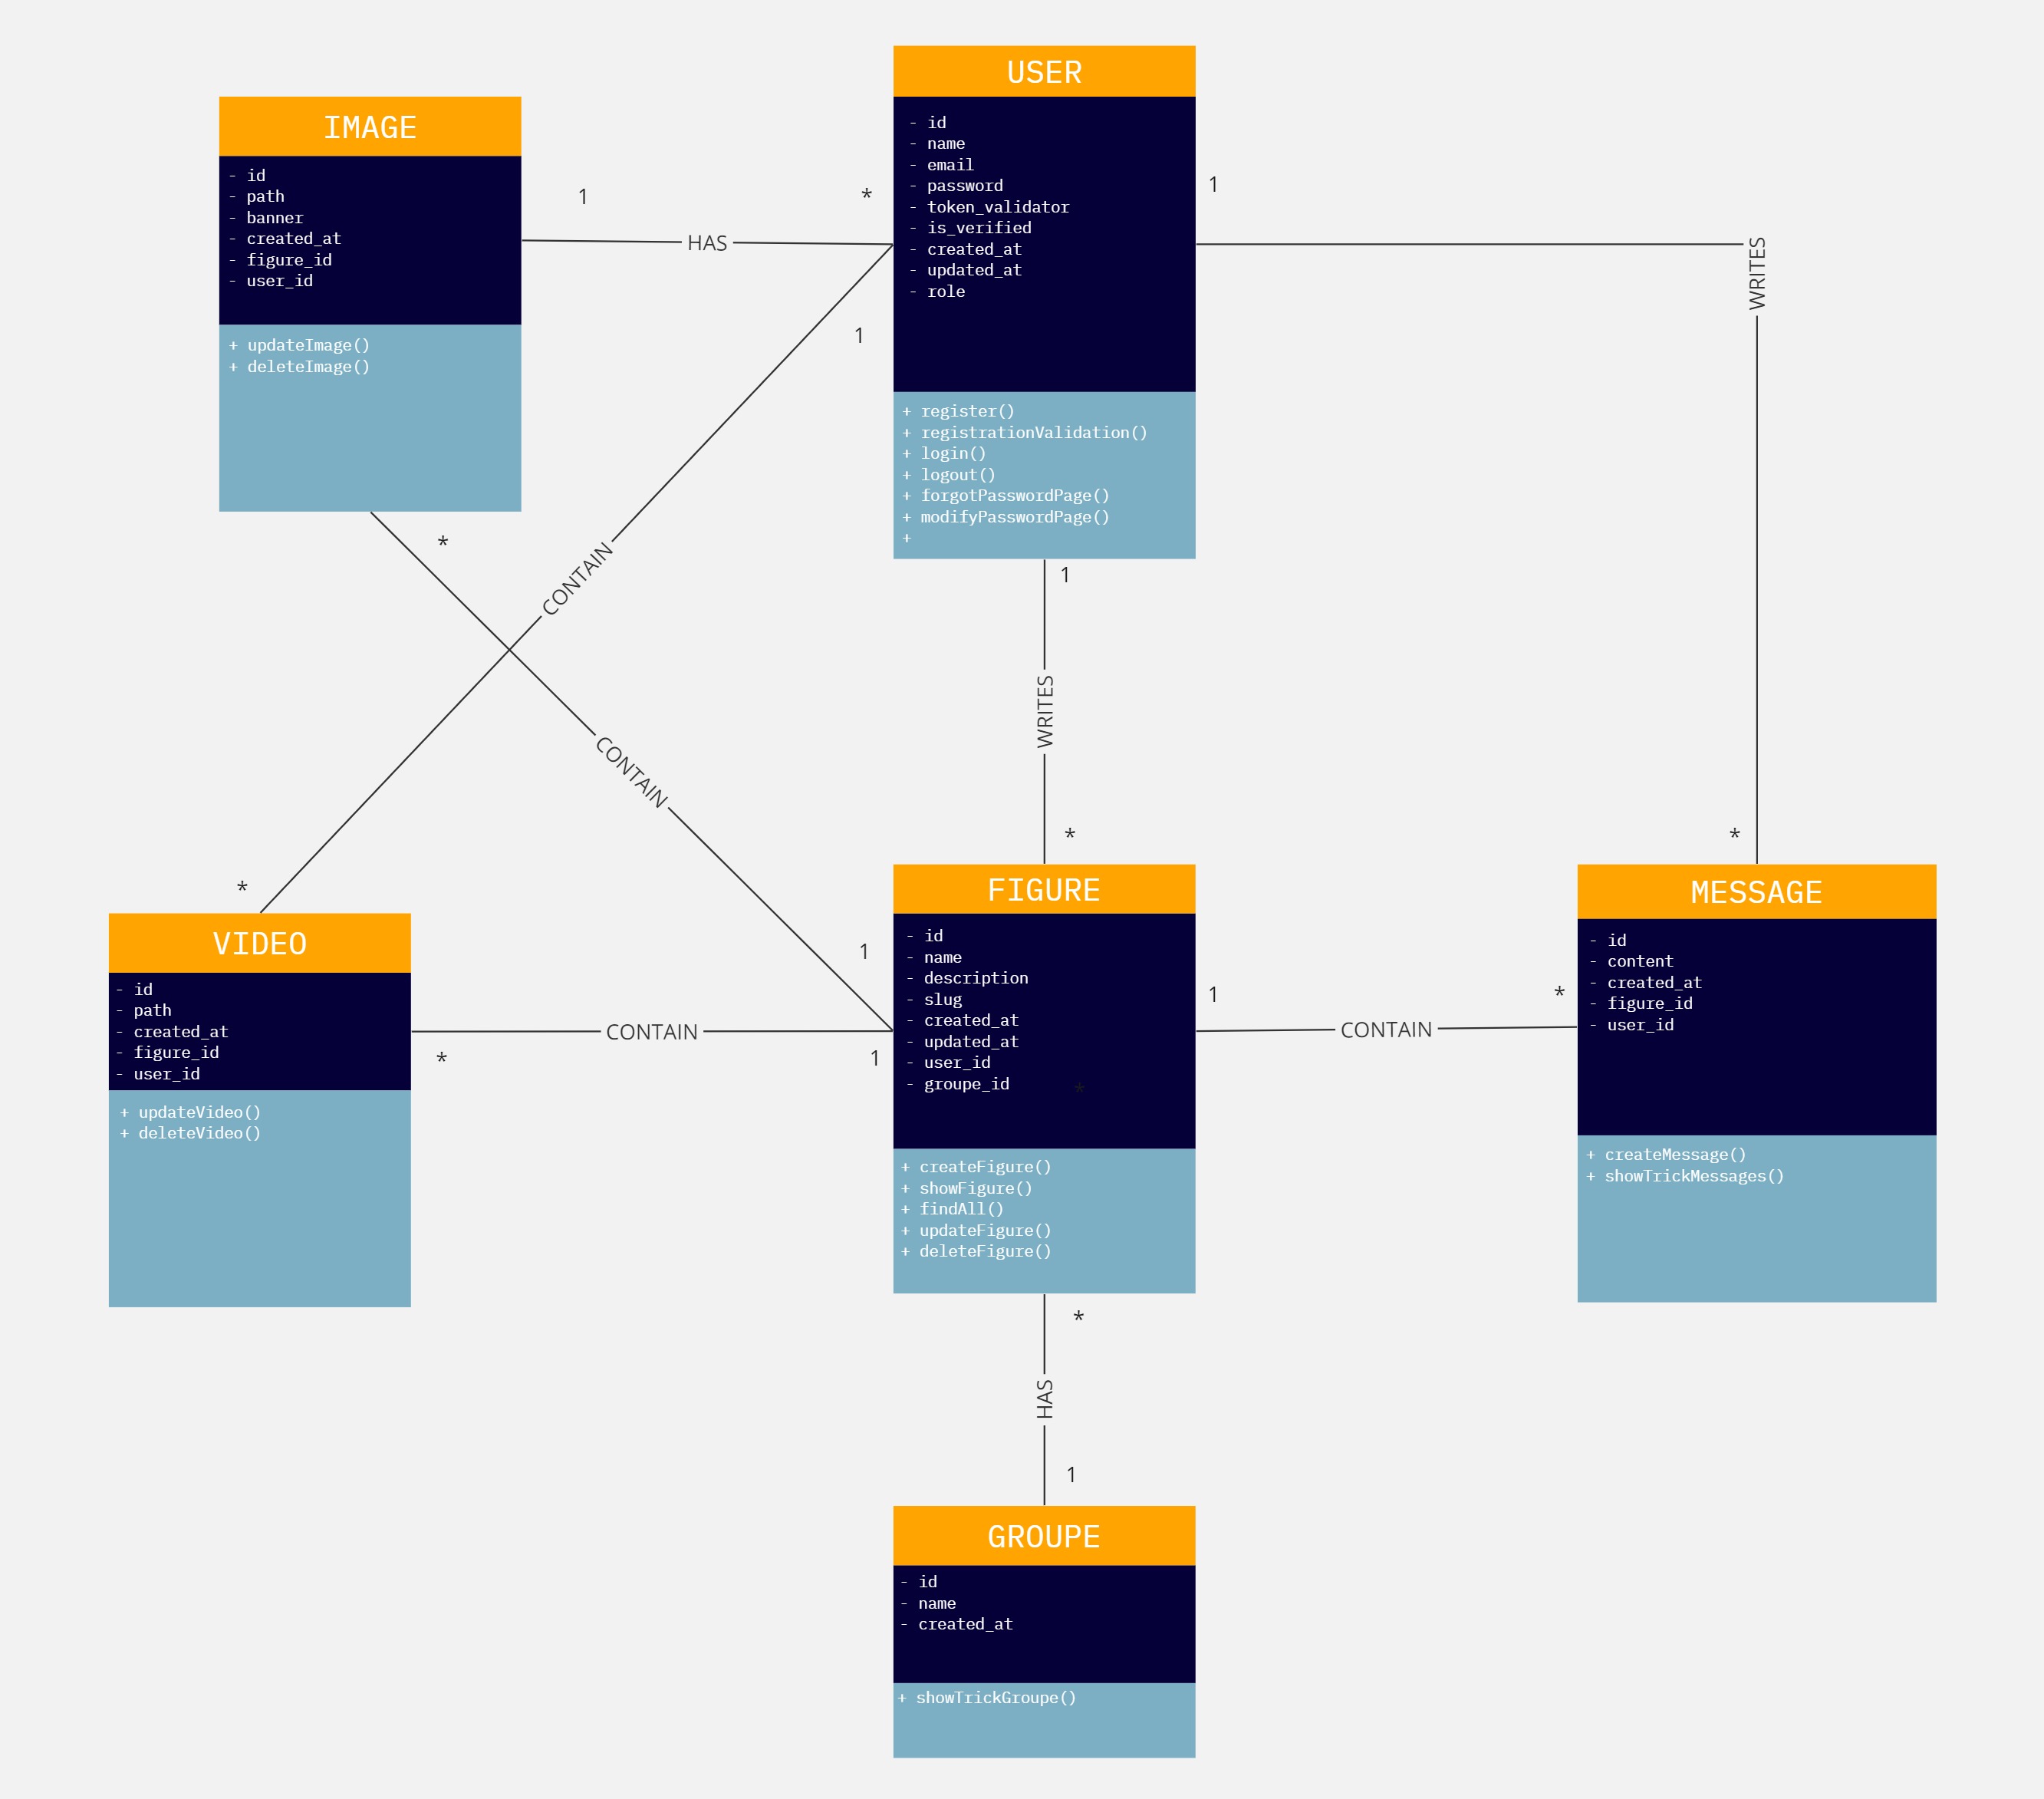 USER
- id
- name
- email
- password
- token_validator
- is_verified
- created_at
- updated_at
- role
+ register()
+ registrationValidation()
+ login()
+ logout()
+ forgotPasswordPage()
+ modifyPasswordPage()
+
IMAGE
- id
- path
- banner
- created_at
- figure_id
- user_id
+ updateImage()
+ deleteImage()
1
*
HAS
1
WRITES
1
*
CONTAIN
*
CONTAIN
1
1
WRITES
*
*
*
VIDEO
- id
- path
- created_at
- figure_id
- user_id
+ updateVideo()
+ deleteVideo()
CONTAIN
*
1
FIGURE
- id
- name
- description
- slug
- created_at
- updated_at
- user_id
- groupe_id
*
+ createFigure()
+ showFigure()
+ findAll()
+ updateFigure()
+ deleteFigure()
1
*
CONTAIN
MESSAGE
- id
- content
- created_at
- figure_id
- user_id
+ createMessage()
+ showTrickMessages()
*
HAS
1
GROUPE
- id
- name
- created_at
+ showTrickGroupe()